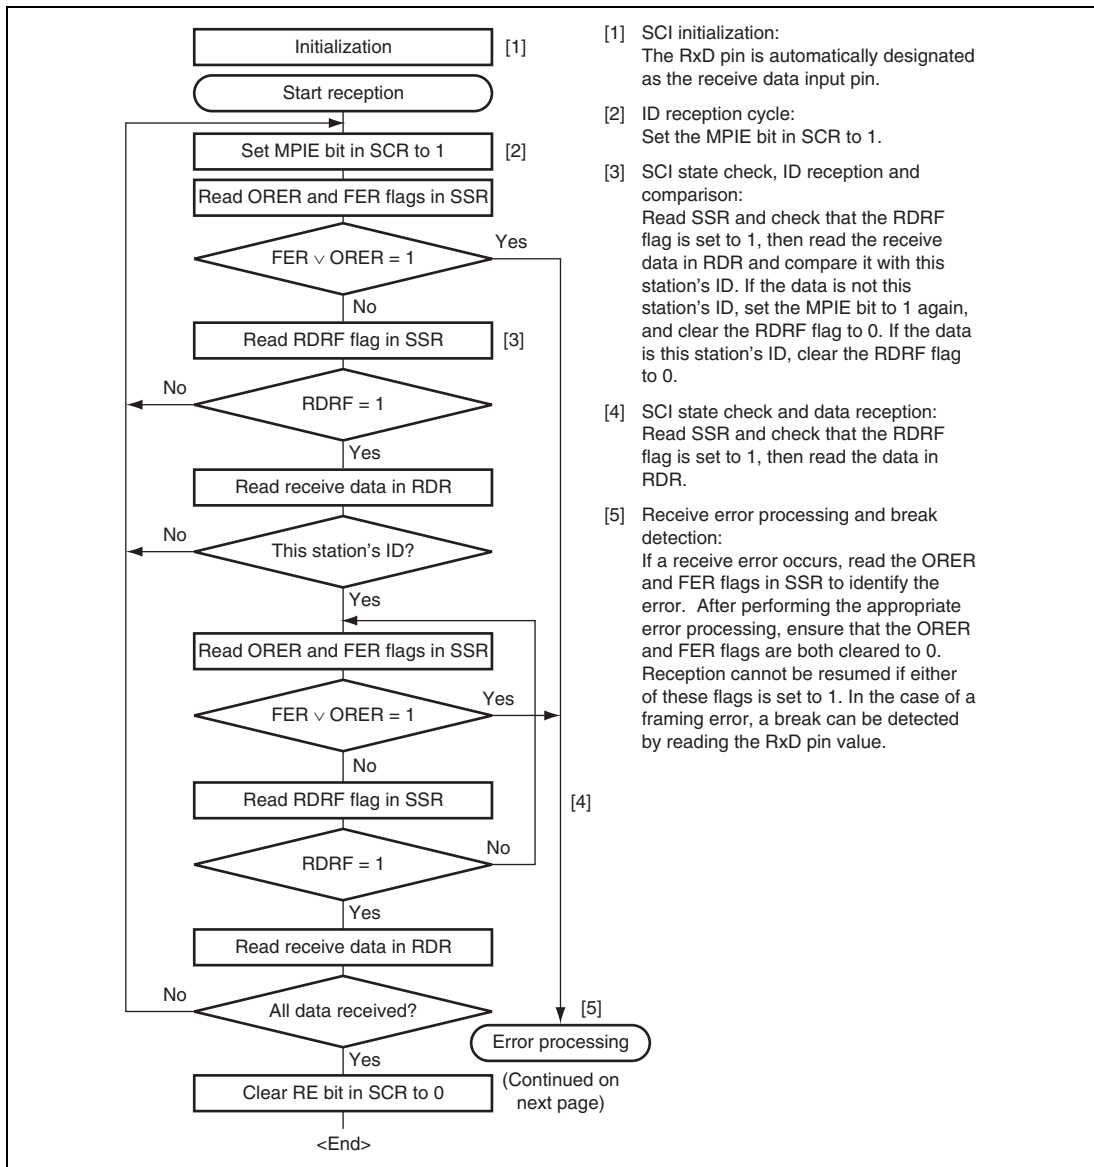 Initialization [1]
Start reception
Set MPIE bit in SCR to 1 [2]
Read ORER and FER flags in SSR
FER ∨ ORER = 1
Yes
No
Read RDRF flag in SSR [3]
RDRF = 1
No
Yes
Read receive data in RDR
This station's ID?
No
Yes
Read ORER and FER flags in SSR
FER ∨ ORER = 1
Yes
No
Read RDRF flag in SSR
[4]
RDRF = 1
No
Yes
Read receive data in RDR
All data received?
No
Yes
[5]
Error processing
(Continued on
next page)
Clear RE bit in SCR to 0
<End>
[1] SCI initialization:
The RxD pin is automatically designated
as the receive data input pin.
[2] ID reception cycle:
Set the MPIE bit in SCR to 1.
[3] SCI state check, ID reception and
comparison:
Read SSR and check that the RDRF
flag is set to 1, then read the receive
data in RDR and compare it with this
station's ID. If the data is not this
station's ID, set the MPIE bit to 1 again,
and clear the RDRF flag to 0. If the data
is this station's ID, clear the RDRF flag
to 0.
[4] SCI state check and data reception:
Read SSR and check that the RDRF
flag is set to 1, then read the data in
RDR.
[5] Receive error processing and break
detection:
If a receive error occurs, read the ORER
and FER flags in SSR to identify the
error. After performing the appropriate
error processing, ensure that the ORER
and FER flags are both cleared to 0.
Reception cannot be resumed if either
of these flags is set to 1. In the case of a
framing error, a break can be detected
by reading the RxD pin value.